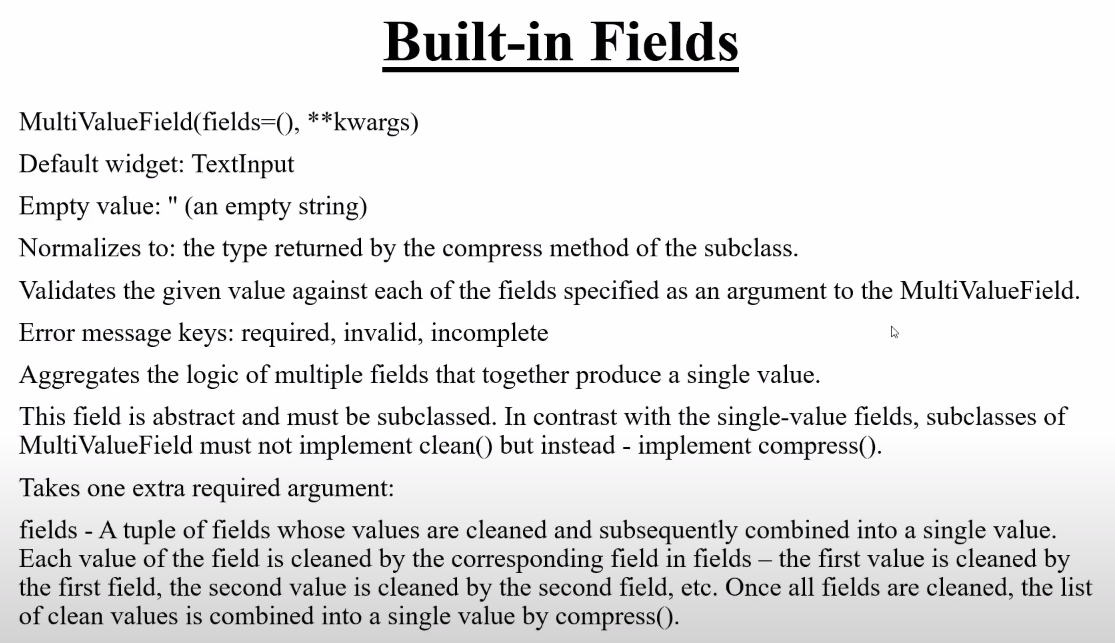 Built-in Fields
MultiValueField(fields=(), **kwargs)
Default widget: TextInput
Empty value: '' (an empty string)
Normalizes to: the type returned by the compress method of the subclass.
Validates the given value against each of the fields specified as an argument to the MultiValueField.
Error message keys: required, invalid, incomplete
Aggregates the logic of multiple fields that together produce a single value.
This field is abstract and must be subclassed. In contrast with the single-value fields, subclasses of
MultiValueField must not implement clean() but instead - implement compress().
Takes one extra required argument:
fields - A tuple of fields whose values are cleaned and subsequently combined into a single value.
Each value of the field is cleaned by the corresponding field in fields – the first value is cleaned by
the first field, the second value is cleaned by the second field, etc. Once all fields are cleaned, the list
of clean values is combined into a single value by compress().